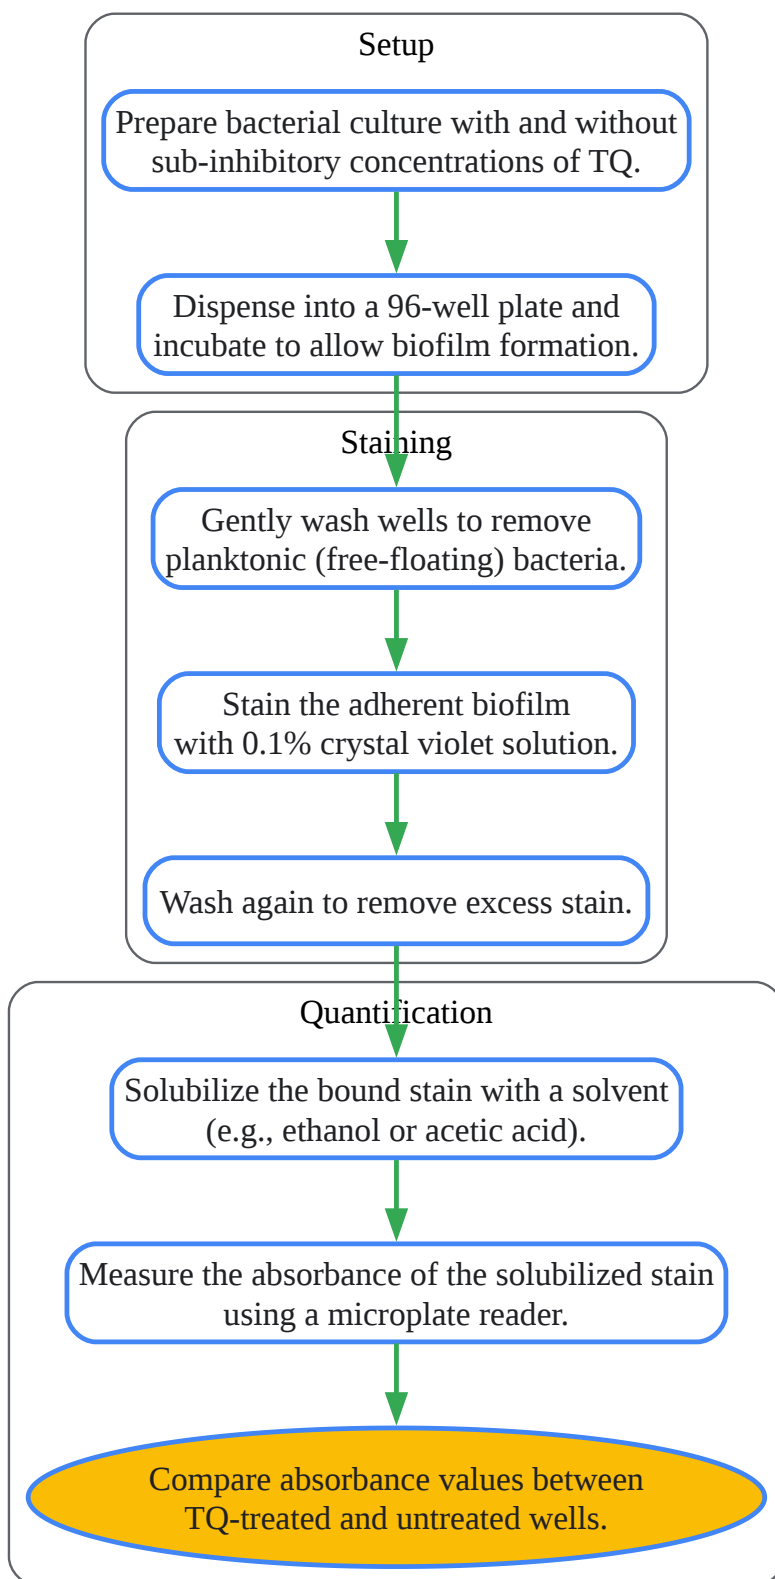 Setup
Prepare bacterial culture with and without
sub-inhibitory concentrations of TQ.
Dispense into a 96-well plate and
incubate to allow biofilm formation.
Staining
Gently wash wells to remove
planktonic (free-floating) bacteria.
Stain the adherent biofilm
with 0.1% crystal violet solution.
Wash again to remove excess stain.
Quantification
Solubilize the bound stain with a solvent
(e.g., ethanol or acetic acid).
Measure the absorbance of the solubilized stain
using a microplate reader.
Compare absorbance values between
TQ-treated and untreated wells.